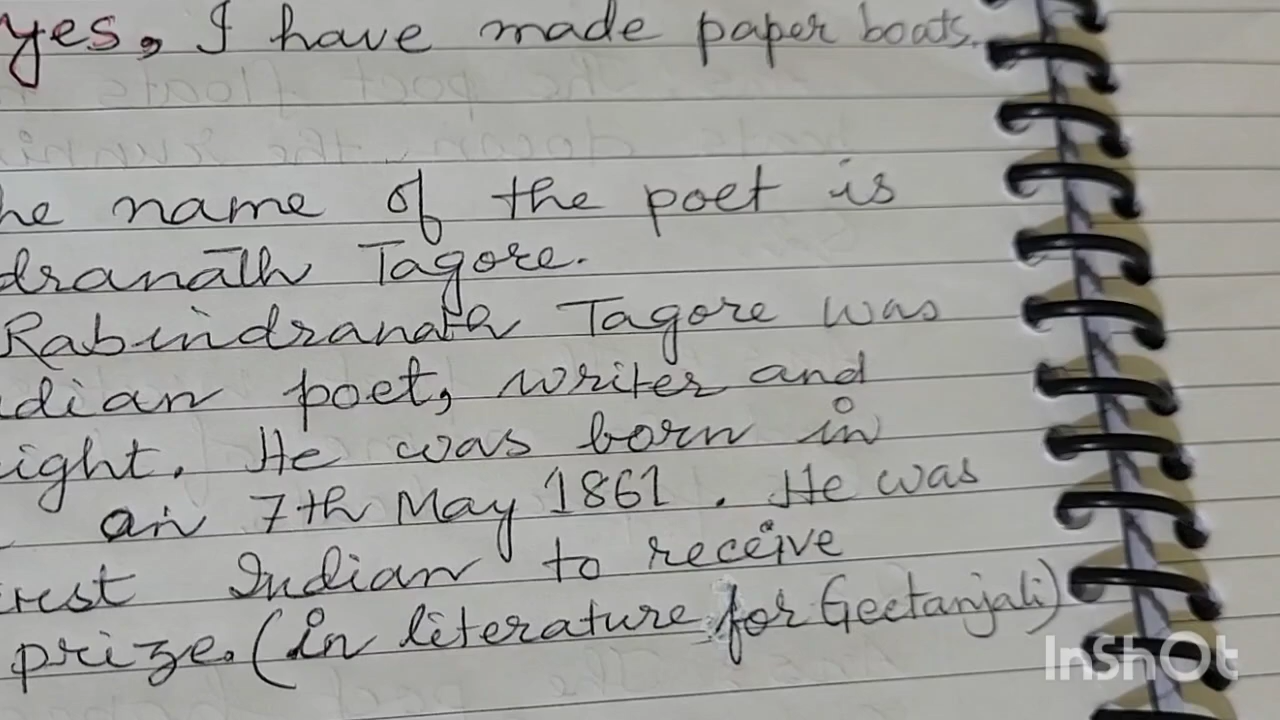 yes, I have made paper boats.
he name of the poet is
dranath Tagore.
Rabindranath Tagore was
dian poet, writer and
ight. He was born in
an 7th May 1861. He was
rst Indian to receive
prize. (in literature for Geetanjali)
InShOt